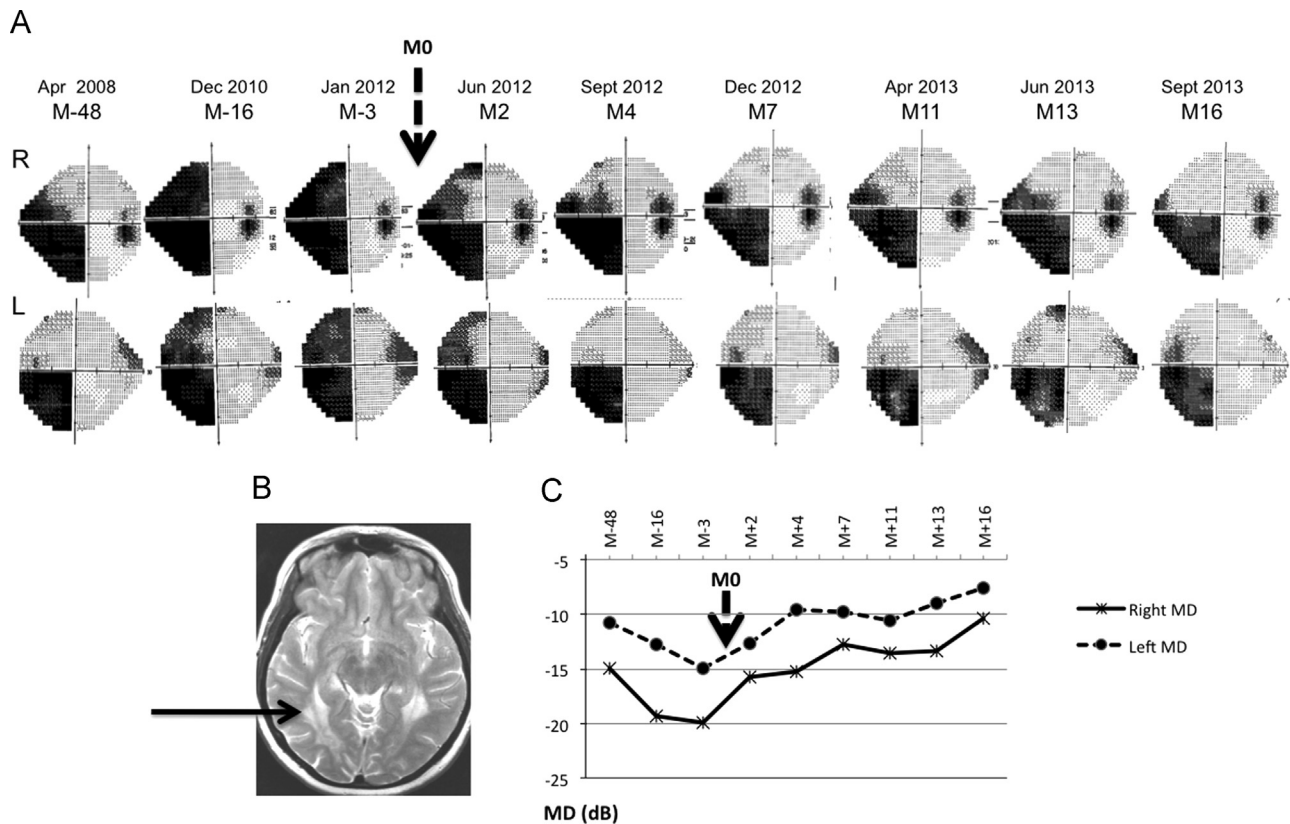 A
M0
Apr 2008 Dec 2010 Jan 2012 Jun 2012 Sept 2012 Dec 2012 Apr 2013 Jun 2013 Sept 2013
M-48 M-16 M-3 M2 M4 M7 M11 M13 M16
R
L
B
C
M-48 M-16 M-3 M+2 M+4 M+7 M+11 M+13 M+16
-5
M0
-10
-15
-20
-25
MD (dB)
Right MD
Left MD